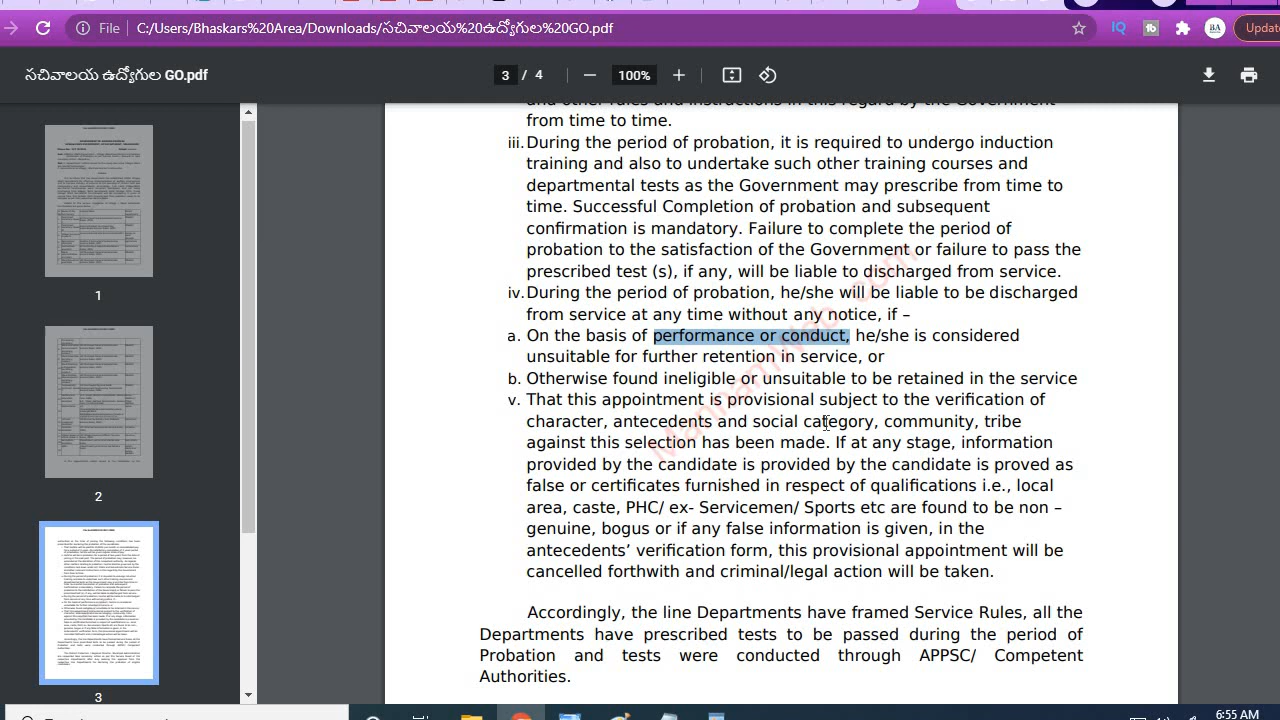 File C:/Users/Bhaskars%20Area/Downloads/సచివాలయ%20ఉద్యోగుల%20GO.pdf IQ tb BA Updat
సచివాలయ ఉద్యోగుల GO.pdf 3 / 4 100%
from time to time.
iii. During the period of probation, it is required to undergo induction
training and also to undertake such other training courses and
departmental tests as the Government may prescribe from time to
time. Successful Completion of probation and subsequent
confirmation is mandatory. Failure to complete the period of
probation to the satisfaction of the Government or failure to pass the
prescribed test (s), if any, will be liable to discharged from service.
iv. During the period of probation, he/she will be liable to be discharged
from service at any time without any notice, if –
a. On the basis of performance or conduct, he/she is considered
unsuitable for further retention in service, or
b. Otherwise found ineligible or unsuitable to be retained in the service
v. That this appointment is provisional subject to the verification of
character, antecedents and social category, community, tribe
against this selection has been made. If at any stage, information
provided by the candidate is provided by the candidate is proved as
false or certificates furnished in respect of qualifications i.e., local
area, caste, PHC/ ex- Servicemen/ Sports etc are found to be non –
genuine, bogus or if any false information is given, in the
antecedents’ verification form, this provisional appointment will be
cancelled forthwith and criminal/legal action will be taken.
Accordingly, the line Departments have framed Service Rules, all the
Departments have prescribed tests to be passed during the period of
Probation and tests were conducted through APPSC/ Competent
Authorities.
1
2
3
6:55 AM